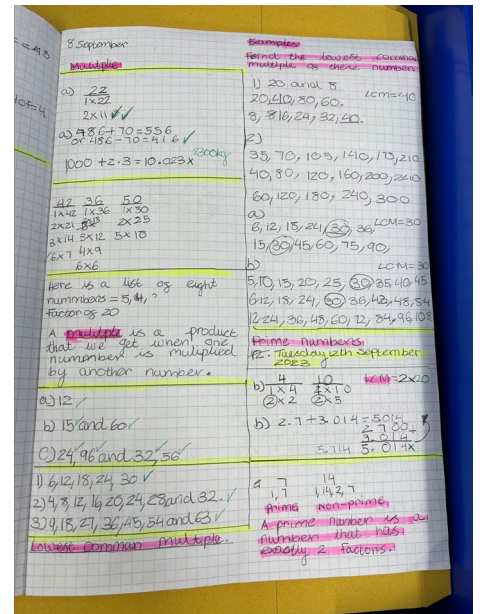 = = 48
HCF=4
8 September
Multiple
a) 22
1x22
2x11 ✓✓
a) 486+70=556 ✓
or 486-70=416 ✓
2300kg
1000 +2.3=10.023x
42 36 50
1x42 1x36 1x50
2x21 2x25
3x14 3x12 5x10
6x7 4x9
6x6
Here is a list of eight
nummbers = 5, 4, ?
factor of 20
A multiple is a product
that we get when one
numbnber is multiplied
by another number.
a) 12 ✓
b) 15 and 60 ✓
C) 24, 96 and 32, 56 ✓
1) 6, 12, 18, 24, 30 ✓
2) 4, 8, 12, 16, 20, 24, 28 and 32. ✓
3) 9, 18, 27, 36, 45, 54 and 63 ✓
Lowest common multiple.
Examples
Find the lowest common
multiple of these number
1) 20 and 8
20, 40, 60, 80. LCM=40
8, 816, 24, 32, 40.
2)
35, 70, 105, 140, 175, 210
40, 80, 120, 160, 200, 240
60, 120, 180, 240, 300
a) LCM=30
6, 12, 18, 24, 30, 36,
15, 30, 45, 60, 75, 90,
b) LCM=30
5, 10, 15, 20, 25, 30, 35, 40, 45
6, 12, 18, 24, 30, 36, 42, 48, 54
12, 24, 36, 48, 60, 72, 84, 96, 108
Prime numbers
Tuesday 12th September
2023
b) 4 10 LCM=2x20
1x4 1x10
2x2 2x5
b) 2.7+3.014=5.014
2.700+
3.014
5.714 5.014x
a 7 14
1, 7 1, 14, 2, 7
Prime Non-prime
A prime number is a
number that has
exactly 2 factors.